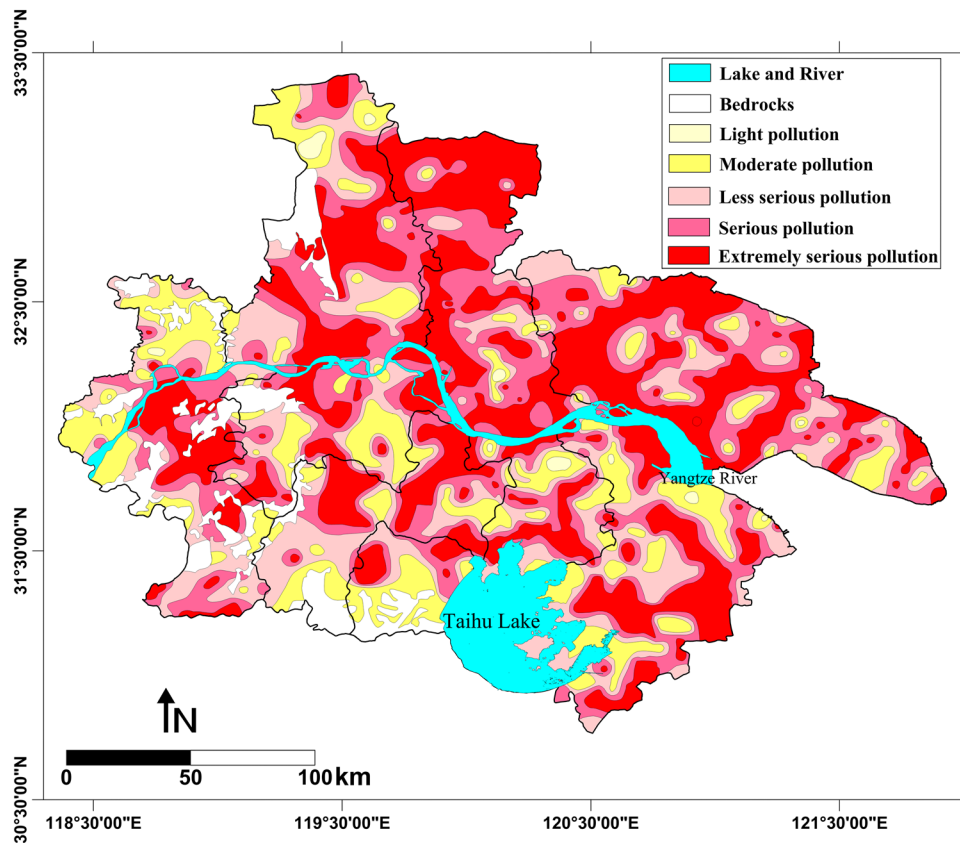 Lake and River
Bedrocks
Light pollution
Moderate pollution
Less serious pollution
Serious pollution
Extremely serious pollution
33°30'00"N
32°30'00"N
31°30'00"N
30°30'00"N
Yangtze River
Taihu Lake
N
0 50 100 km
118°30'00"E 119°30'00"E 120°30'00"E 121°30'00"E